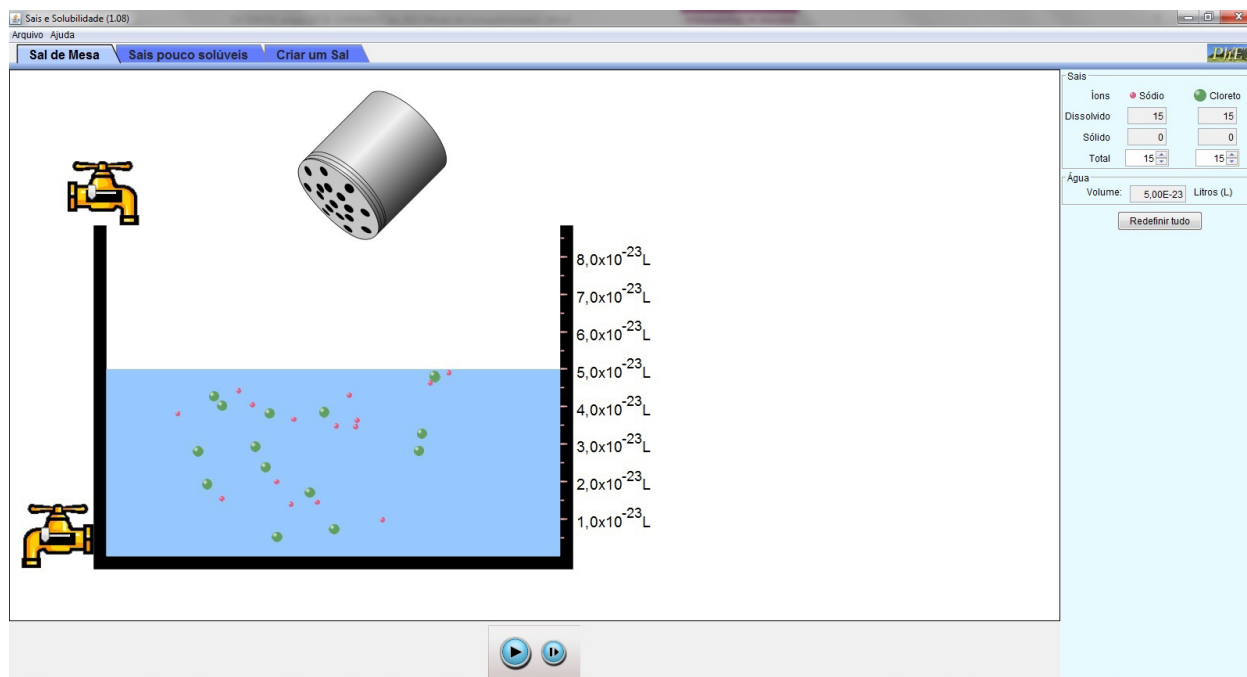 Sais e Solubilidade (1.08)
Arquivo Ajuda
Sal de Mesa Sais pouco solúveis Criar um Sal
PhET
Sais
Íons Sódio Cloreto
Dissolvido 15 15
Sólido 0 0
Total 15 15
Água
Volume: 5,00E-23 Litros (L)
Redefinir tudo
8,0x10⁻²³L
7,0x10⁻²³L
6,0x10⁻²³L
5,0x10⁻²³L
4,0x10⁻²³L
3,0x10⁻²³L
2,0x10⁻²³L
1,0x10⁻²³L